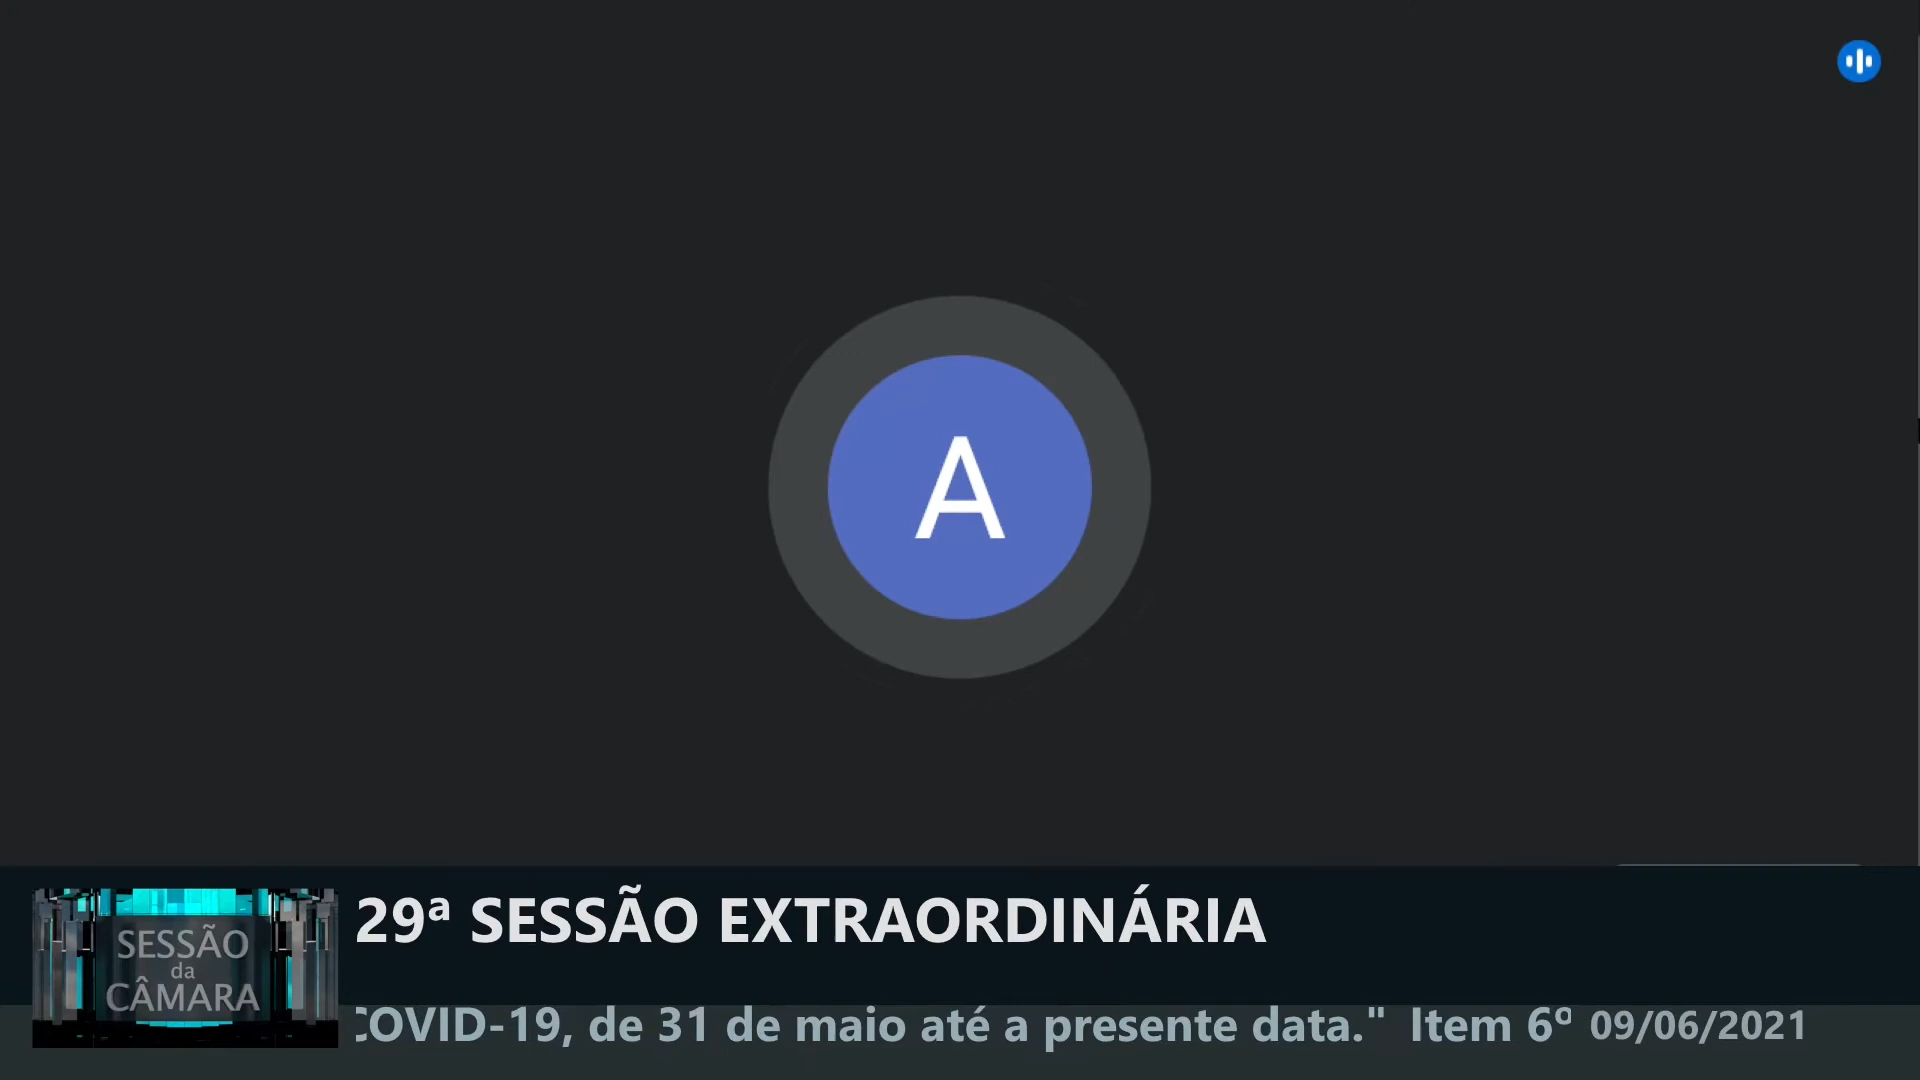 A
29ª SESSÃO EXTRAORDINÁRIA
SESSÃO
da
CÂMARA
COVID-19, de 31 de maio até a presente data." Item 6º 09/06/2021